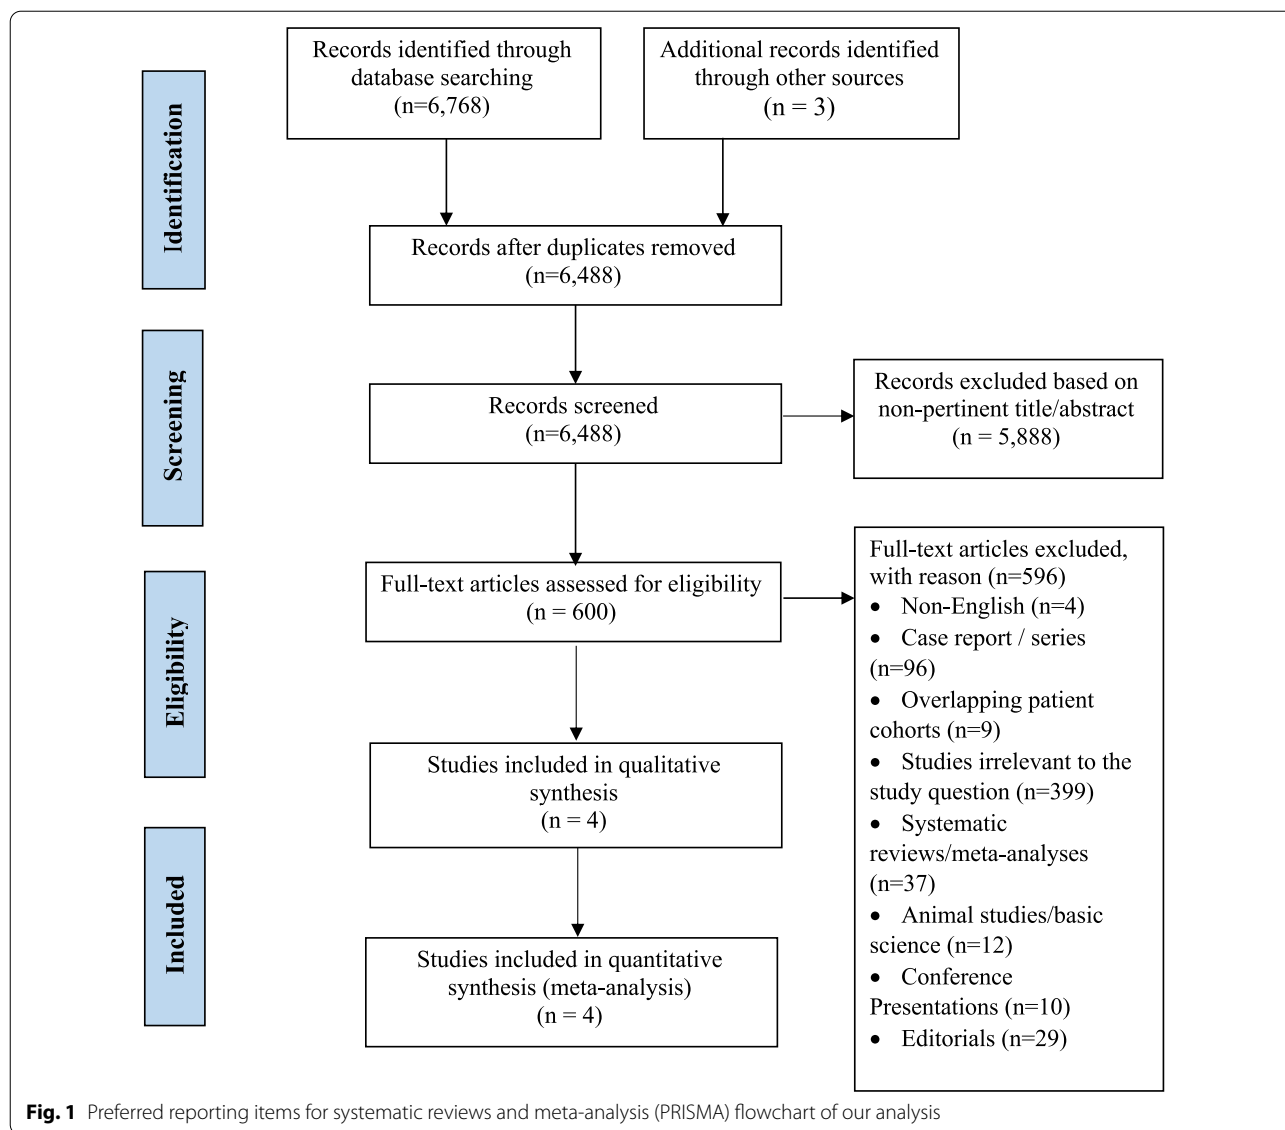 Identification
Records identified through
database searching
(n=6,768)
Additional records identified
through other sources
(n = 3)
Records after duplicates removed
(n=6,488)
Screening
Records screened
(n=6,488)
Records excluded based on
non-pertinent title/abstract
(n = 5,888)
Eligibility
Full-text articles assessed for eligibility
(n = 600)
Full-text articles excluded,
with reason (n=596)
• Non-English (n=4)
• Case report / series
(n=96)
• Overlapping patient
cohorts (n=9)
• Studies irrelevant to the
study question (n=399)
• Systematic
reviews/meta-analyses
(n=37)
• Animal studies/basic
science (n=12)
• Conference
Presentations (n=10)
• Editorials (n=29)
Studies included in qualitative
synthesis
(n = 4)
Included
Studies included in quantitative
synthesis (meta-analysis)
(n = 4)
Fig. 1 Preferred reporting items for systematic reviews and meta-analysis (PRISMA) flowchart of our analysis